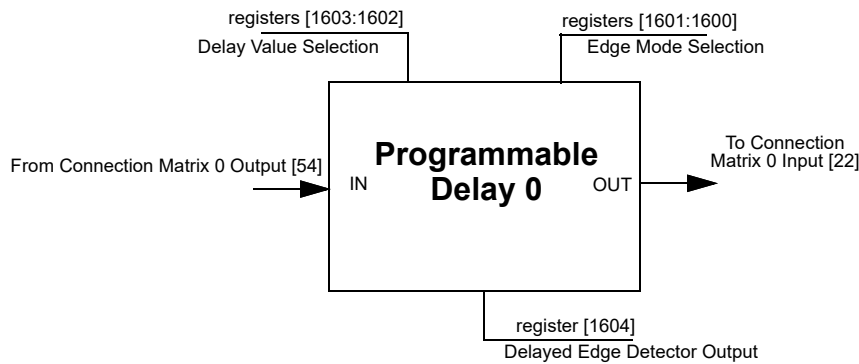 registers [1603:1602]
Delay Value Selection
registers [1601:1600]
Edge Mode Selection
From Connection Matrix 0 Output [54]
IN
Programmable
Delay 0
OUT
To Connection
Matrix 0 Input [22]
register [1604]
Delayed Edge Detector Output